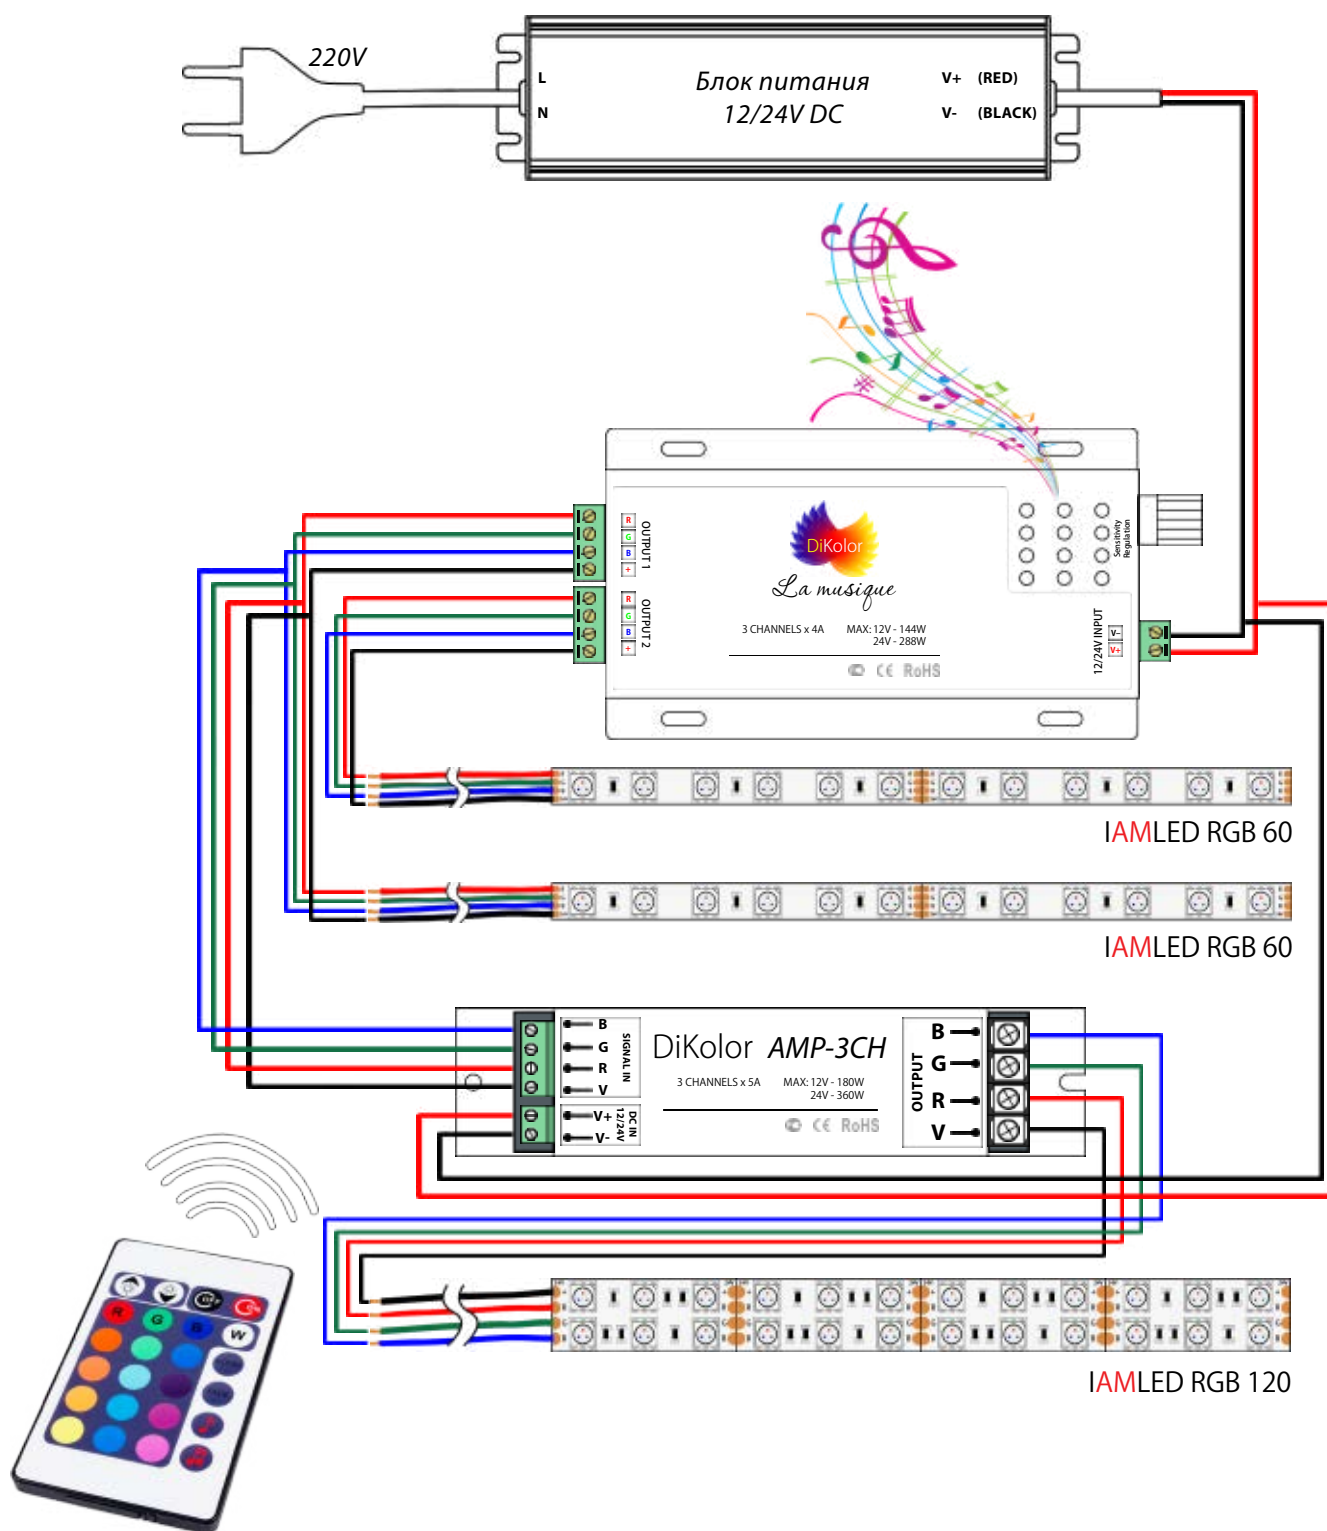 220V
L
N
Блок питания
12/24V DC
V+ (RED)
V- (BLACK)
R
G
B
+
OUTPUT 1
R
G
B
+
OUTPUT 2
DiKolor
La musique
3 CHANNELS x 4A MAX: 12V - 144W
24V - 288W
CE RoHS
Sensitivity
Regulation
12/24V INPUT
V-
V+
IAMLED RGB 60
IAMLED RGB 60
B
G
R
V
SIGNAL IN
V+
V-
DC IN
12/24V
DiKolor AMP-3CH
3 CHANNELS x 5A MAX: 12V - 180W
24V - 360W
CE RoHS
OUTPUT
B
G
R
V
IAMLED RGB 120
OFF
ON
R
G
B
W